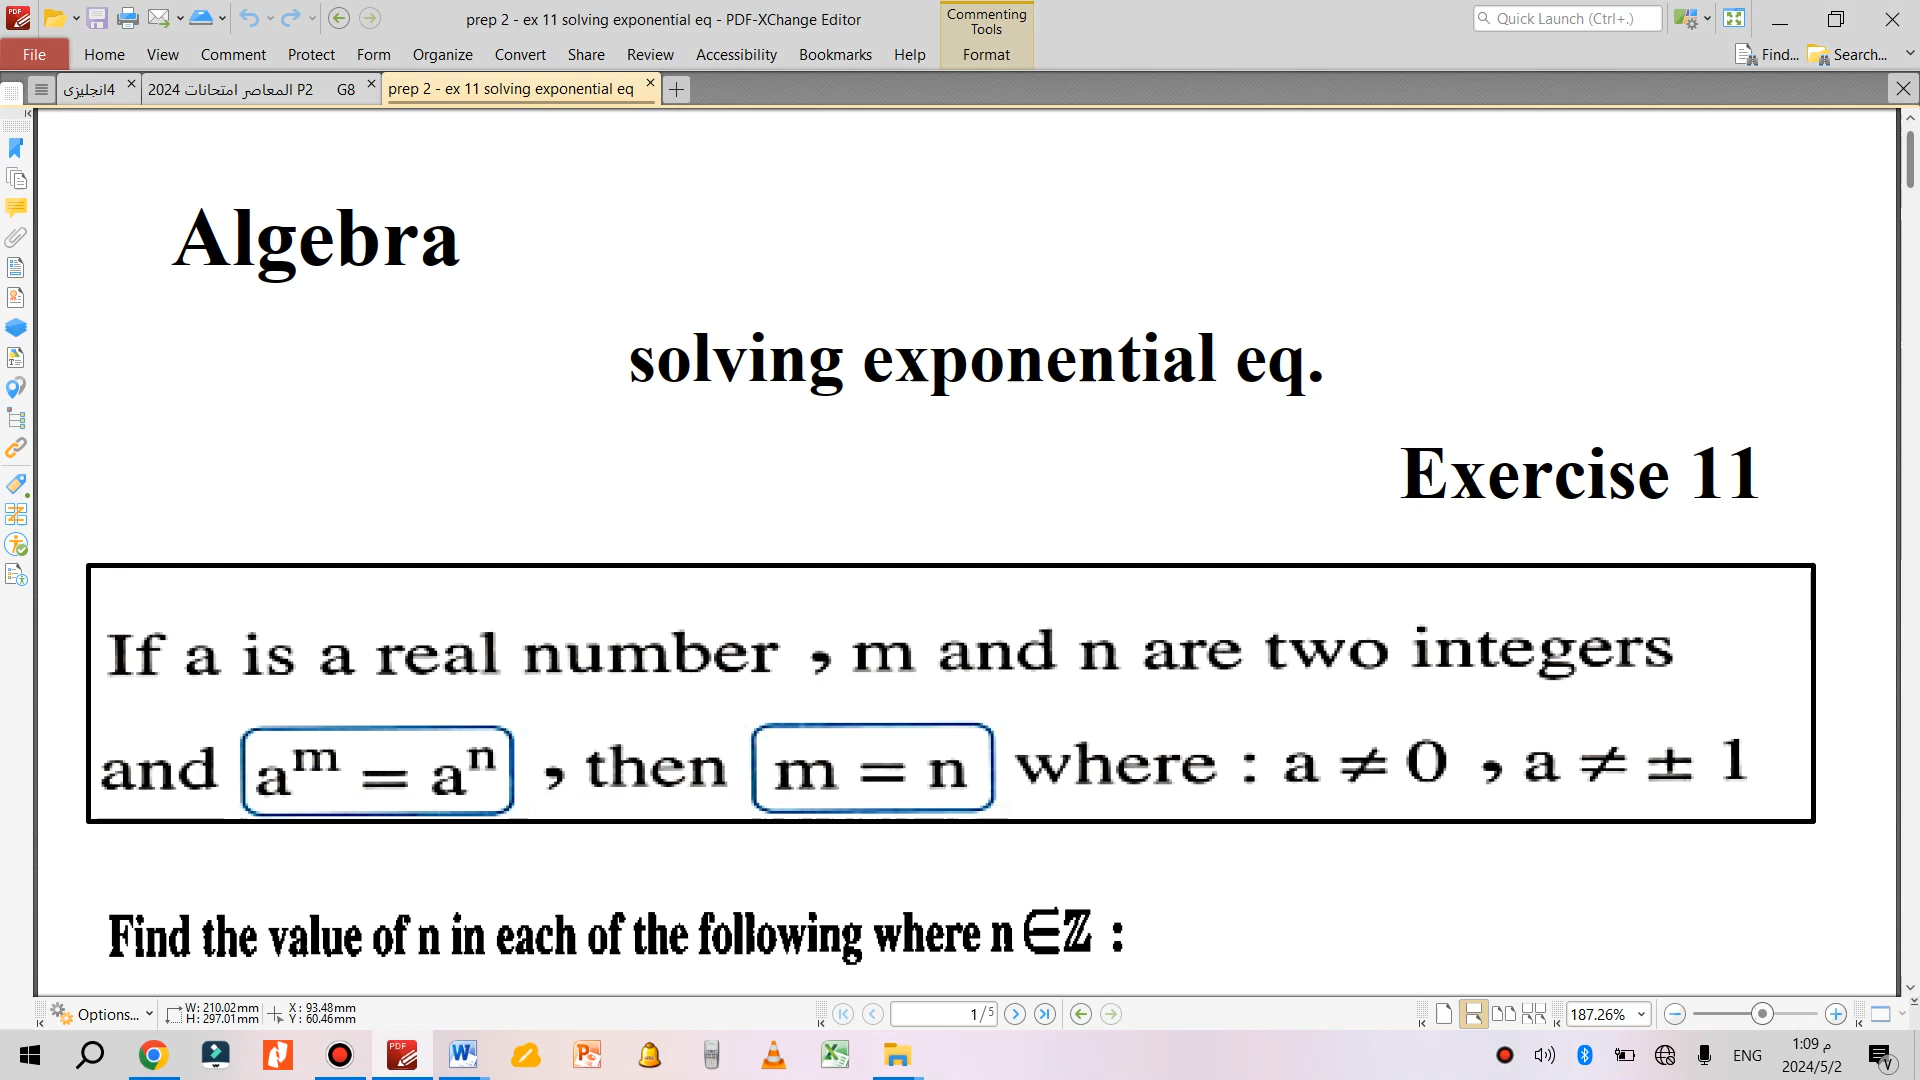 prep 2 - ex 11 solving exponential eq - PDF-XChange Editor
Commenting Tools
Quick Launch (Ctrl+.)
File Home View Comment Protect Form Organize Convert Share Review Accessibility Bookmarks Help Format
Find... Search...
4انجليزى
المعاصر امتحانات 2024 P2 G8
prep 2 - ex 11 solving exponential eq
Algebra
solving exponential eq.
Exercise 11
If a is a real number , m and n are two integers
and a^m = a^n , then m = n where : a ≠ 0 , a ≠ ± 1
Find the value of n in each of the following where n ∈ ℤ :
Options...
W: 210.02mm
H: 297.01mm
X: 93.48mm
Y: 60.46mm
1/5
187.26%
ENG
1:09 م
2024/5/2